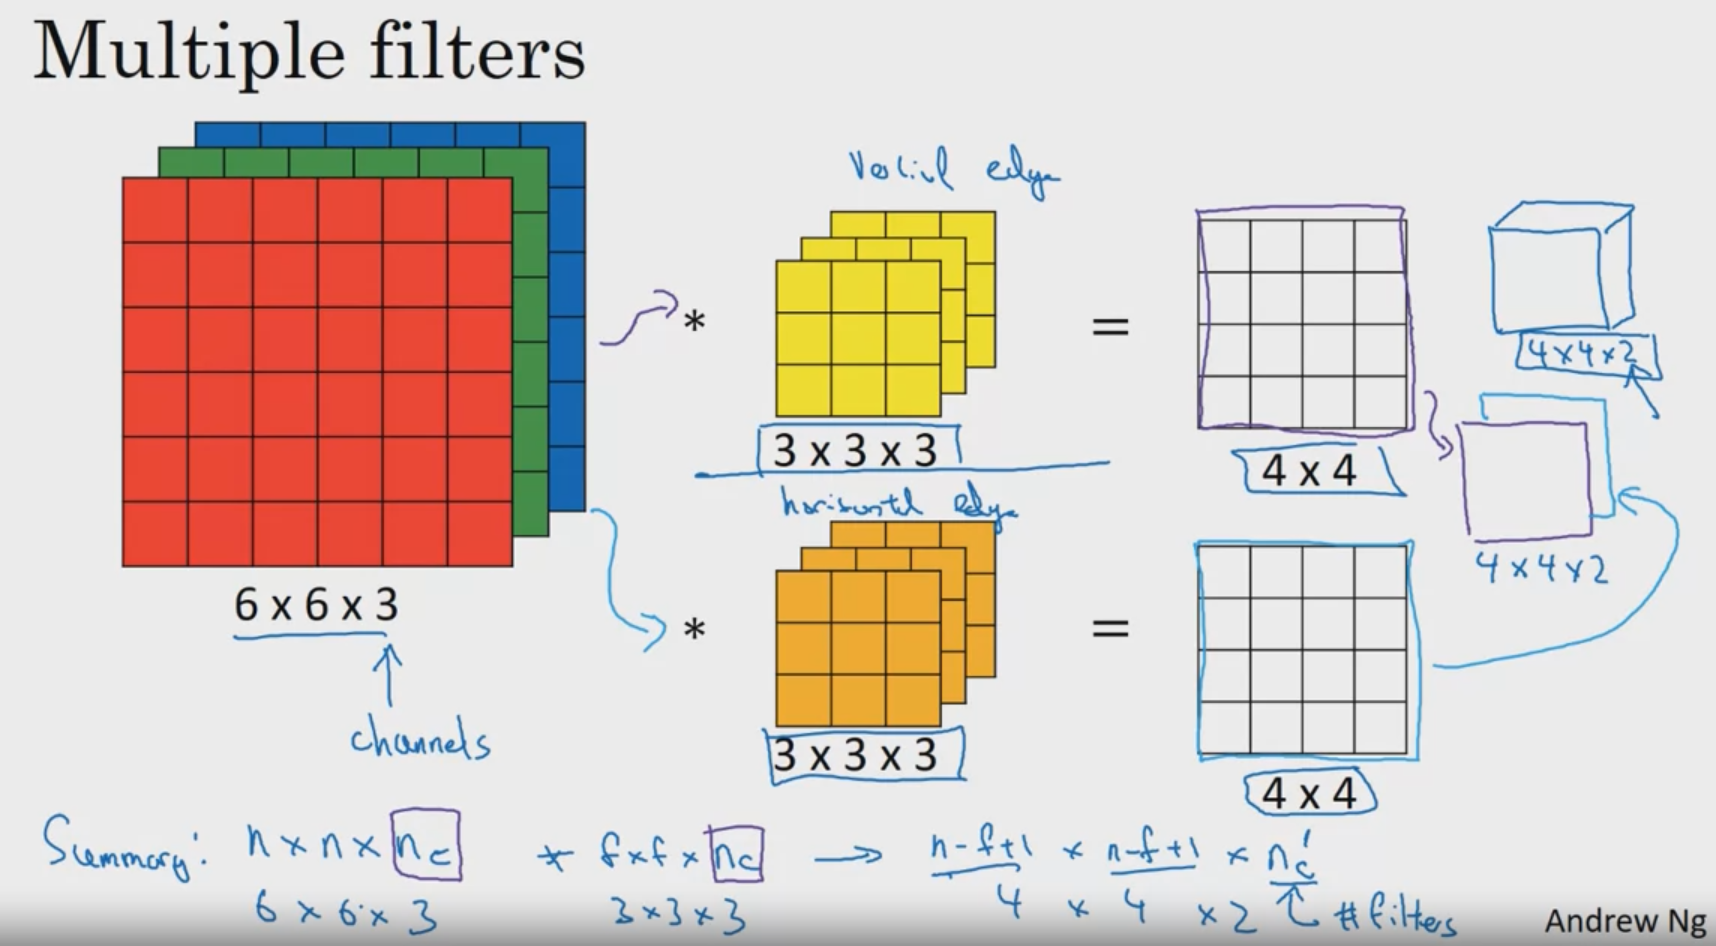 Multiple filters
Vertical edge
*
=
3 x 3 x 3
4 x 4
4x4x2
horizontal edge
4x4x2
6 x 6 x 3
channels
*
=
3 x 3 x 3
4 x 4
Summary: n x n x nc * f x f x nc → n-f+1 x n-f+1 x nc'
6 x 6 x 3 3x3x3 4 x 4 x 2 ↑ #filters
Andrew Ng